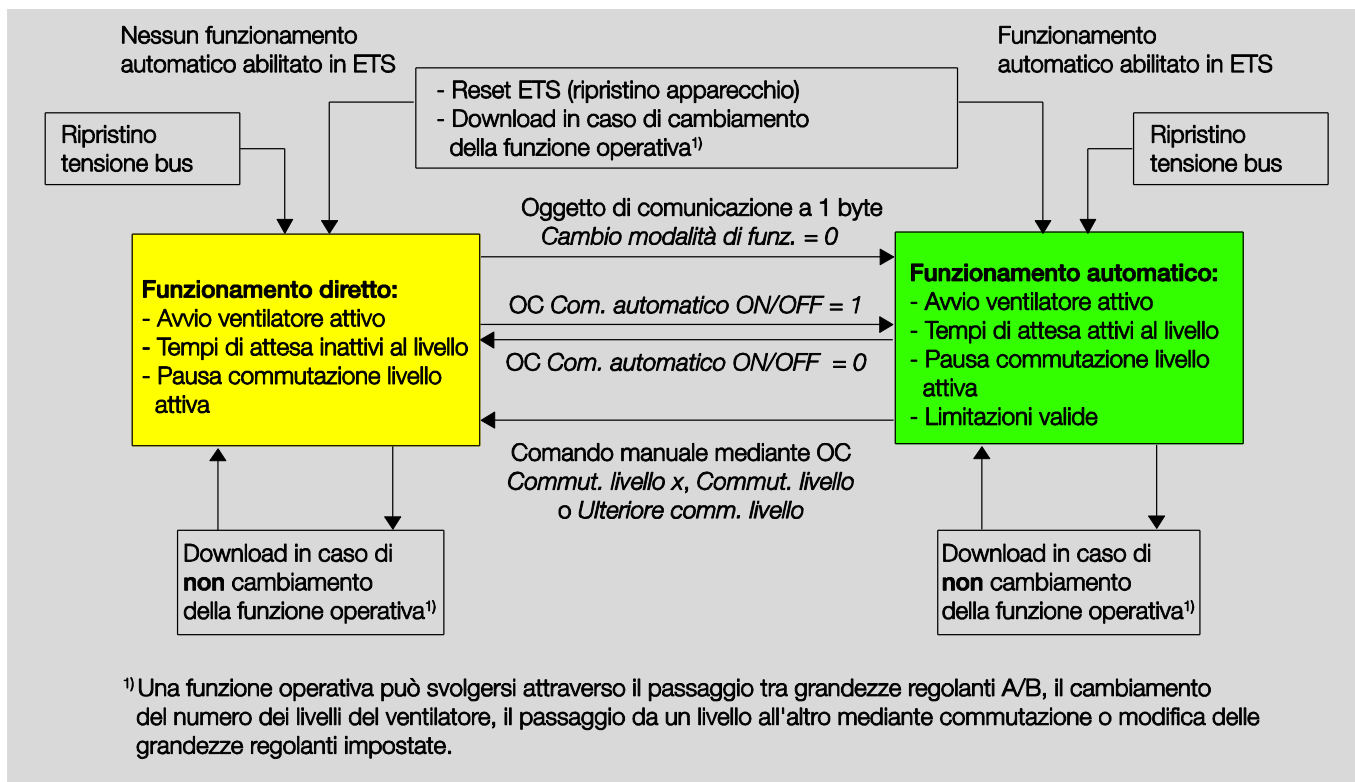 Nessun funzionamento
automatico abilitato in ETS
Funzionamento
automatico abilitato in ETS
- Reset ETS (ripristino apparecchio)
- Download in caso di cambiamento
della funzione operativa1)
Ripristino
tensione bus
Ripristino
tensione bus
Oggetto di comunicazione a 1 byte
Cambio modalità di funz. = 0
Funzionamento diretto:
- Avvio ventilatore attivo
- Tempi di attesa inattivi al livello
- Pausa commutazione livello
attiva
OC Com. automatico ON/OFF = 1
OC Com. automatico ON/OFF = 0
Funzionamento automatico:
- Avvio ventilatore attivo
- Tempi di attesa attivi al livello
- Pausa commutazione livello
attiva
- Limitazioni valide
Comando manuale mediante OC
Commut. livello x, Commut. livello
o Ulteriore comm. livello
Download in caso di
non cambiamento
della funzione operativa1)
Download in caso di
non cambiamento
della funzione operativa1)
1) Una funzione operativa può svolgersi attraverso il passaggio tra grandezze regolanti A/B, il cambiamento
del numero dei livelli del ventilatore, il passaggio da un livello all'altro mediante commutazione o modifica delle
grandezze regolanti impostate.